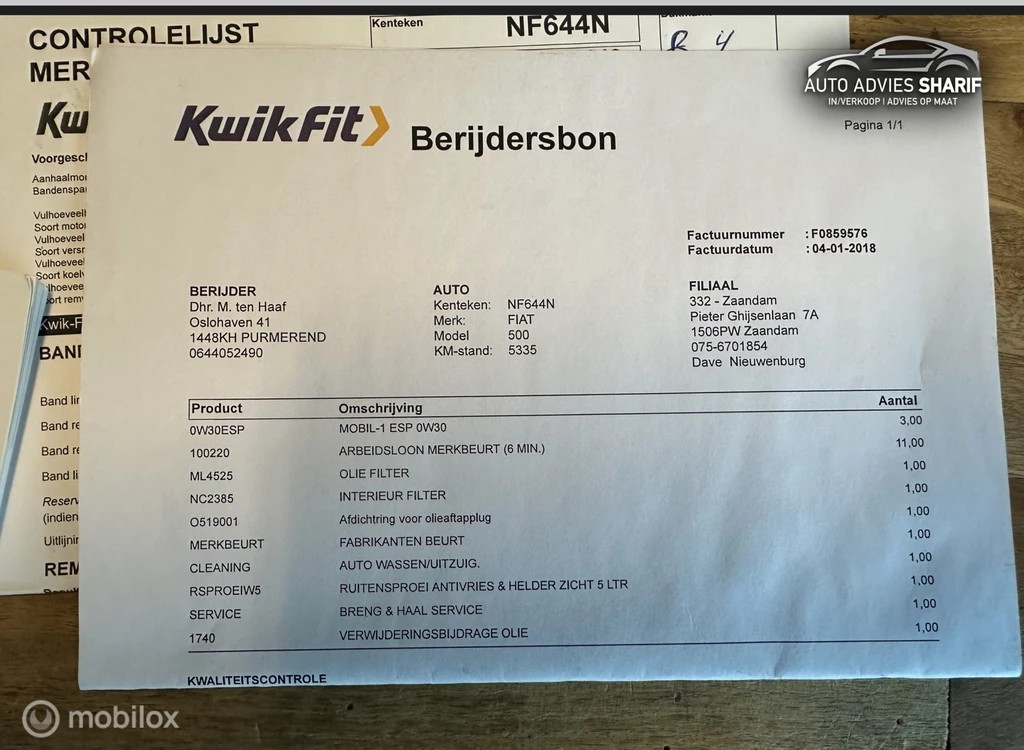 CONTROLELIJST
MER
Kw
Kenteken
NF644N
R 4
AUTO ADVIES SHARIF
IN/VERKOOP | ADVIES OP MAAT
KwikFit
Berijdersbon
Pagina 1/1
Factuurnummer : F0859576
Factuurdatum : 04-01-2018
BERIJDER
Dhr. M. ten Haaf
Oslohaven 41
1448KH PURMEREND
0644052490
AUTO
Kenteken: NF644N
Merk: FIAT
Model 500
KM-stand: 5335
FILIAAL
332 - Zaandam
Pieter Ghijsenlaan 7A
1506PW Zaandam
075-6701854
Dave Nieuwenburg
Product Omschrijving Aantal
0W30ESP MOBIL-1 ESP 0W30 3,00
100220 ARBEIDSLOON MERKBEURT (6 MIN.) 11,00
ML4525 OLIE FILTER 1,00
NC2385 INTERIEUR FILTER 1,00
O519001 Afdichtring voor olieaftapplug 1,00
MERKBEURT FABRIKANTEN BEURT 1,00
CLEANING AUTO WASSEN/UITZUIG. 1,00
RSPROEIW5 RUITENSPROEI ANTIVRIES & HELDER ZICHT 5 LTR 1,00
SERVICE BRENG & HAAL SERVICE 1,00
1740 VERWIJDERINGSBIJDRAGE OLIE 1,00
KWALITEITSCONTROLE
Voorgesch
Aanhaalmo
Bandenspa
Vulhoeveelh
Soort motor
Vulhoeveel
Soort versn
Vulhoeveel
Soort koelv
lhoevee
ort rem
Kwik-F
BAND
Band lin
Band re
Band re
Band li
Reserv
(indien
Uitlijnin
REM
mobilox